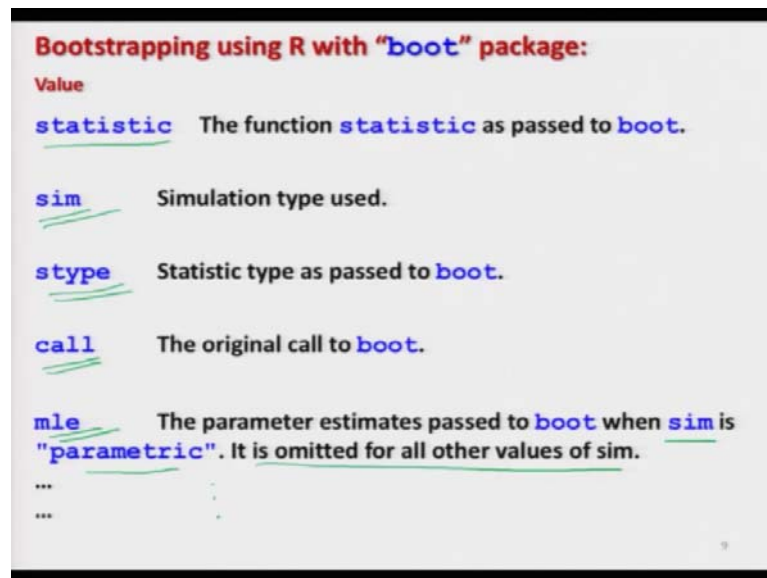 Bootstrapping using R with “boot” package:
Value
statistic The function statistic as passed to boot.
sim Simulation type used.
stype Statistic type as passed to boot.
call The original call to boot.
mle The parameter estimates passed to boot when sim is
"parametric". It is omitted for all other values of sim.
...
...
9